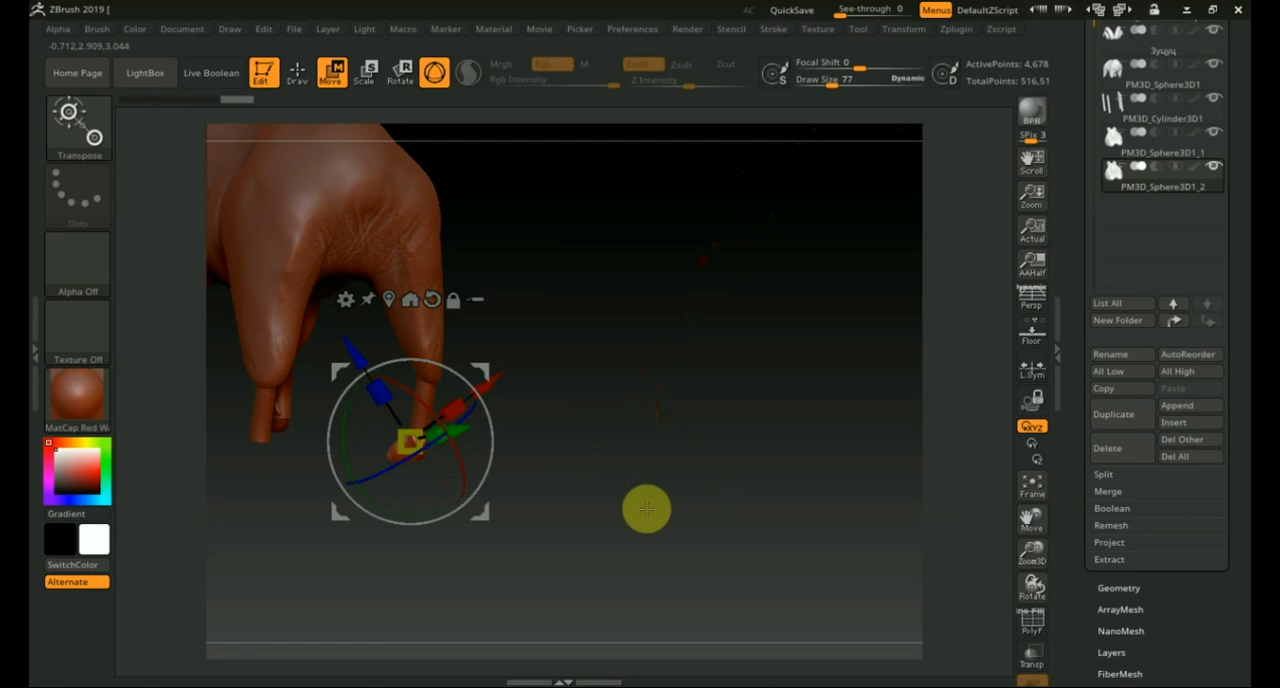 ZBrush 2019 [
AC QuickSave See-through 0 Menus DefaultZScript
Alpha Brush Color Document Draw Edit File Layer Light Macro Marker Material Movie Picker Preferences Render Stencil Stroke Texture Tool Transform Zplugin Zscript
-0.712,2.909,3.044
Home Page LightBox Live Boolean Edit Draw Move Scale Rotate
Mrgb Rgb M Zadd Zsub Zcut
Rgb Intensity Z Intensity
S Focal Shift 0 D ActivePoints: 4,678
Draw Size 77 Dynamic TotalPoints: 516,51
Transpose
Dots
Alpha Off
Texture Off
MatCap Red W
Gradient
SwitchColor
Alternate
BPR
SPix 3
Scroll
Zoom
Actual
AAHalf
Dynamic
Persp
Floor
L.Sym
XYZ
Frame
Move
Zoom3D
Rotate
Line Fill
PolyF
Transp
3уцуц
PM3D_Sphere3D1
PM3D_Cylinder3D1
PM3D_Sphere3D1_1
PM3D_Sphere3D1_2
List All
New Folder
Rename AutoReorder
All Low All High
Copy Paste
Duplicate Append
Insert
Delete Del Other
Del All
Split
Merge
Boolean
Remesh
Project
Extract
Geometry
ArrayMesh
NanoMesh
Layers
FiberMesh